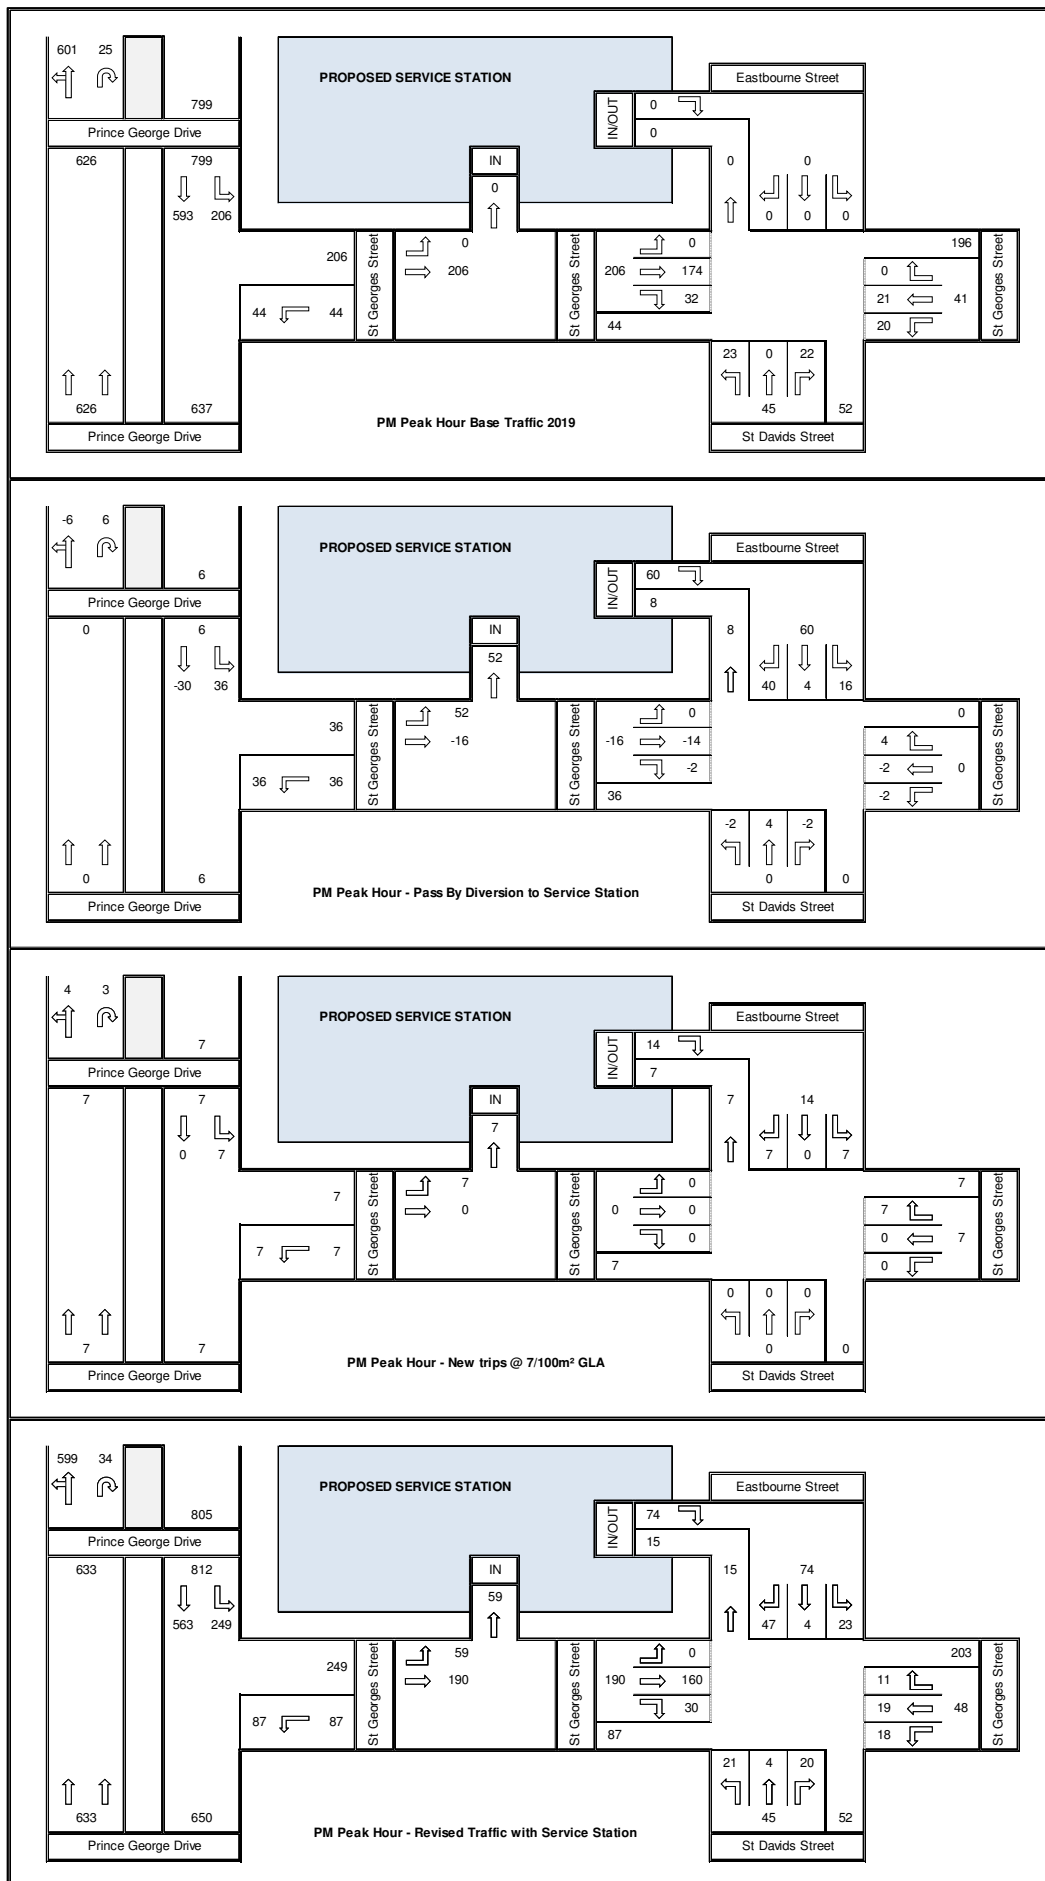 601 25
PROPOSED SERVICE STATION
Eastbourne Street
799
IN/OUT
0
0
Prince George Drive
626 799
IN
0 0
0
593 206
0 0 0
206
St Georges Street
0
206
St Georges Street
0
206 174
32
196
0
21 41
20
St Georges Street
44 44
44
23 0 22
626 637
45 52
PM Peak Hour Base Traffic 2019
Prince George Drive
St Davids Street
-6 6
PROPOSED SERVICE STATION
Eastbourne Street
6
IN/OUT
60
8
Prince George Drive
0 6
IN
8 60
52
-30 36
40 4 16
36
St Georges Street
52
-16
St Georges Street
0
-16 -14
-2
0
4
-2 0
-2
St Georges Street
36 36
36
-2 4 -2
0 6
0 0
PM Peak Hour - Pass By Diversion to Service Station
Prince George Drive
St Davids Street
4 3
PROPOSED SERVICE STATION
Eastbourne Street
7
IN/OUT
14
7
Prince George Drive
7 7
IN
7 14
7
0 7
7 0 7
7
St Georges Street
7
0
St Georges Street
0
0 0
0
7
7
0 7
0
St Georges Street
7 7
7
0 0 0
7 7
0 0
PM Peak Hour - New trips @ 7/100m² GLA
Prince George Drive
St Davids Street
599 34
PROPOSED SERVICE STATION
Eastbourne Street
805
IN/OUT
74
15
Prince George Drive
633 812
IN
15 74
59
563 249
47 4 23
249
St Georges Street
59
190
St Georges Street
0
190 160
30
203
11
19 48
18
St Georges Street
87 87
87
21 4 20
633 650
45 52
PM Peak Hour - Revised Traffic with Service Station
Prince George Drive
St Davids Street